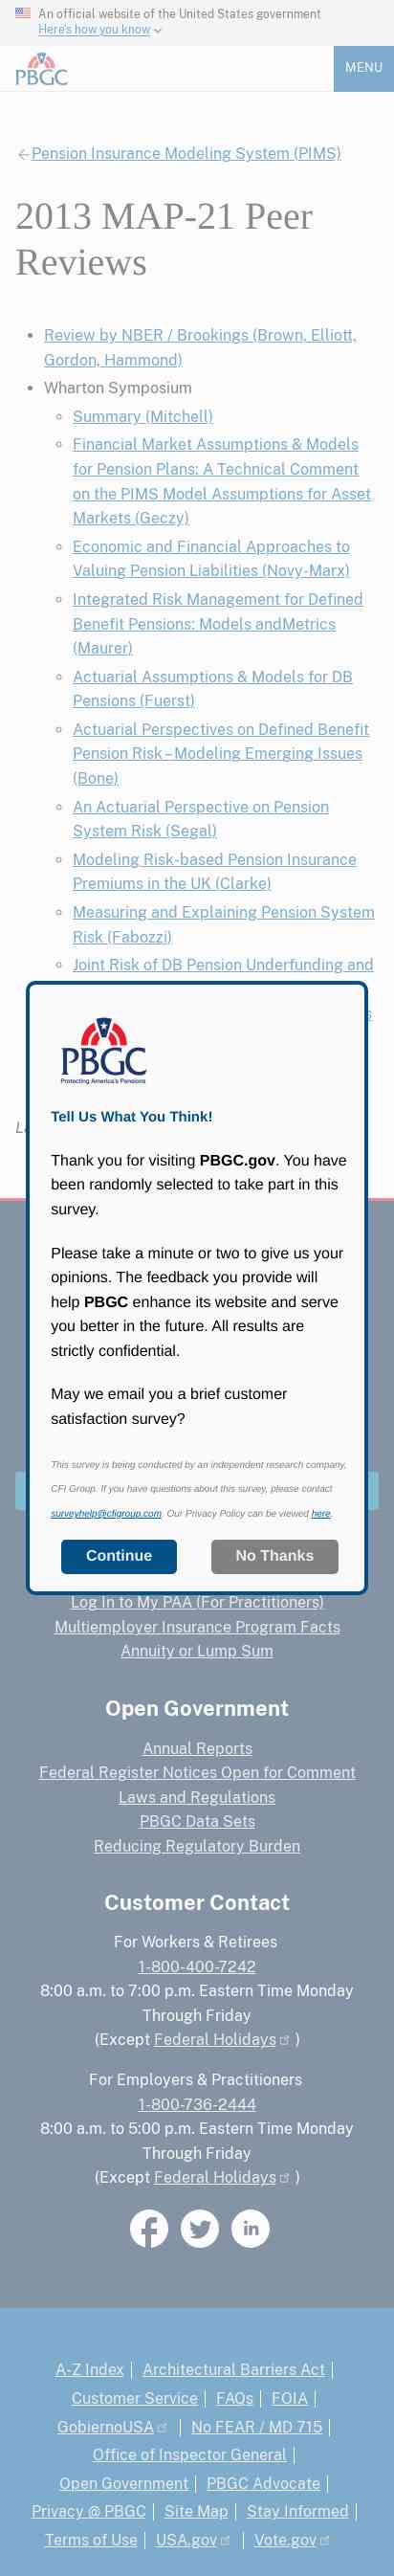 An official website of the United States government
Here's how you know
PBGC
MENU
Pension Insurance Modeling System (PIMS)
2013 MAP-21 Peer
Reviews
Review by NBER / Brookings (Brown, Elliott,
Gordon, Hammond)
Wharton Symposium
Summary (Mitchell)
Financial Market Assumptions & Models
for Pension Plans: A Technical Comment
on the PIMS Model Assumptions for Asset
Markets (Geczy)
Economic and Financial Approaches to
Valuing Pension Liabilities (Novy-Marx)
Integrated Risk Management for Defined
Benefit Pensions: Models andMetrics
(Maurer)
Actuarial Assumptions & Models for DB
Pensions (Fuerst)
Actuarial Perspectives on Defined Benefit
Pension Risk – Modeling Emerging Issues
(Bone)
An Actuarial Perspective on Pension
System Risk (Segal)
Modeling Risk-based Pension Insurance
Premiums in the UK (Clarke)
Measuring and Explaining Pension System
Risk (Fabozzi)
Joint Risk of DB Pension Underfunding and
PBGC
Protecting America's Pensions
Tell Us What You Think!
Thank you for visiting PBGC.gov. You have
been randomly selected to take part in this
survey.
Please take a minute or two to give us your
opinions. The feedback you provide will
help PBGC enhance its website and serve
you better in the future. All results are
strictly confidential.
May we email you a brief customer
satisfaction survey?
This survey is being conducted by an independent research company,
CFI Group. If you have questions about this survey, please contact
surveyhelp@cfigroup.com. Our Privacy Policy can be viewed here.
Continue
No Thanks
Log In to My PAA (For Practitioners)
Multiemployer Insurance Program Facts
Annuity or Lump Sum
Open Government
Annual Reports
Federal Register Notices Open for Comment
Laws and Regulations
PBGC Data Sets
Reducing Regulatory Burden
Customer Contact
For Workers & Retirees
1-800-400-7242
8:00 a.m. to 7:00 p.m. Eastern Time Monday
Through Friday
(Except Federal Holidays )
For Employers & Practitioners
1-800-736-2444
8:00 a.m. to 5:00 p.m. Eastern Time Monday
Through Friday
(Except Federal Holidays )
A-Z Index | Architectural Barriers Act |
Customer Service | FAQs | FOIA |
GobiernoUSA | No FEAR / MD 715 |
Office of Inspector General |
Open Government | PBGC Advocate |
Privacy @ PBGC | Site Map | Stay Informed |
Terms of Use | USA.gov | Vote.gov